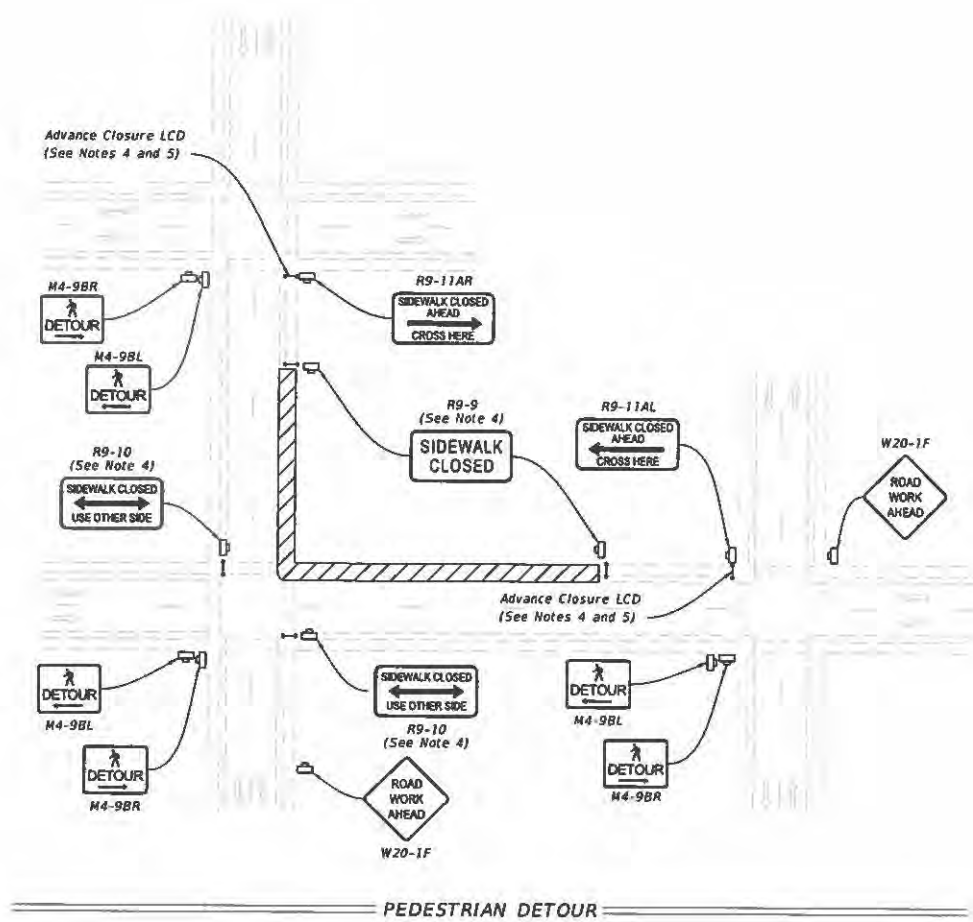 Advance Closure LCD
(See Notes 4 and 5)
M4-9BR
DETOUR
M4-9BL
DETOUR
R9-11AR
SIDEWALK CLOSED
AHEAD
CROSS HERE
R9-9
(See Note 4)
SIDEWALK
CLOSED
R9-11AL
SIDEWALK CLOSED
AHEAD
CROSS HERE
W20-1F
ROAD
WORK
AHEAD
R9-10
(See Note 4)
SIDEWALK CLOSED
USE OTHER SIDE
Advance Closure LCD
(See Notes 4 and 5)
DETOUR
M4-9BL
DETOUR
M4-9BR
SIDEWALK CLOSED
USE OTHER SIDE
R9-10
(See Note 4)
ROAD
WORK
AHEAD
W20-1F
DETOUR
M4-9BL
DETOUR
M4-9BR
PEDESTRIAN DETOUR